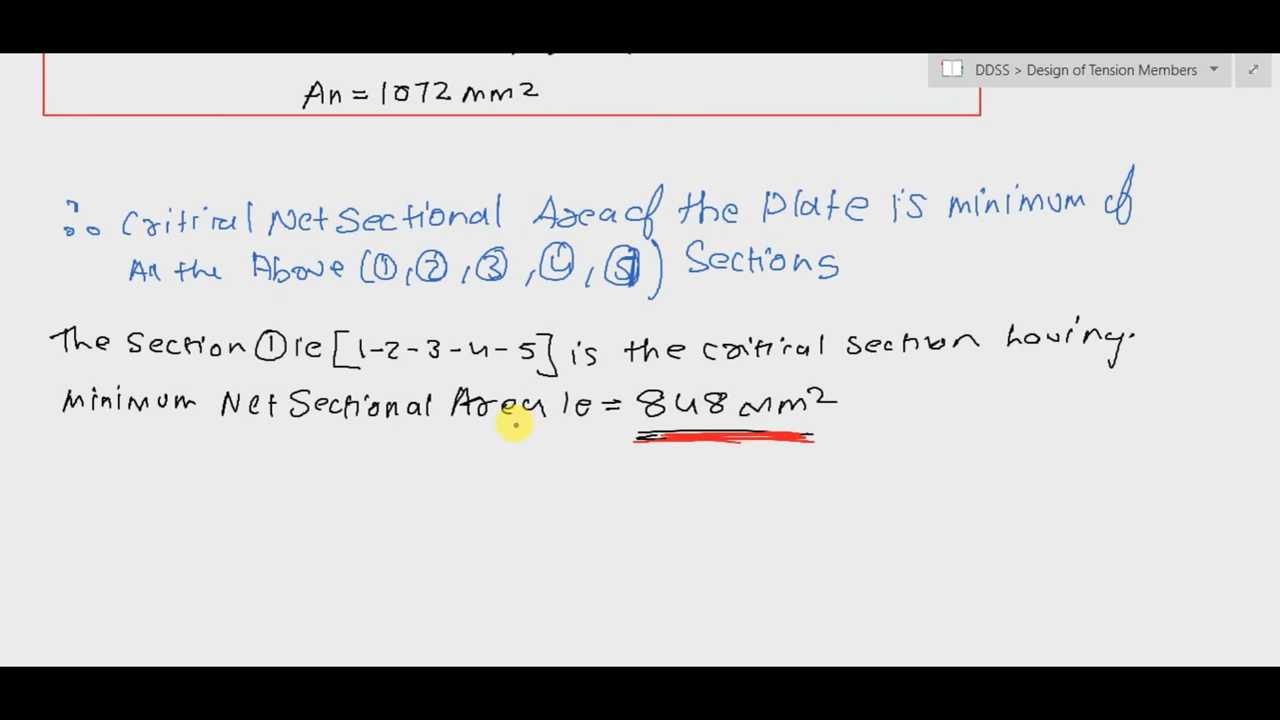 DDSS > Design of Tension Members
An = 1072 mm2
∴ Critical Net Sectional Area of the Plate is minimum of
All the Above (①,②,③,④,⑤) Sections
The Section ① ie [1-2-3-4-5] is the critical section having.
Minimum Net Sectional Area ie = 848 mm2